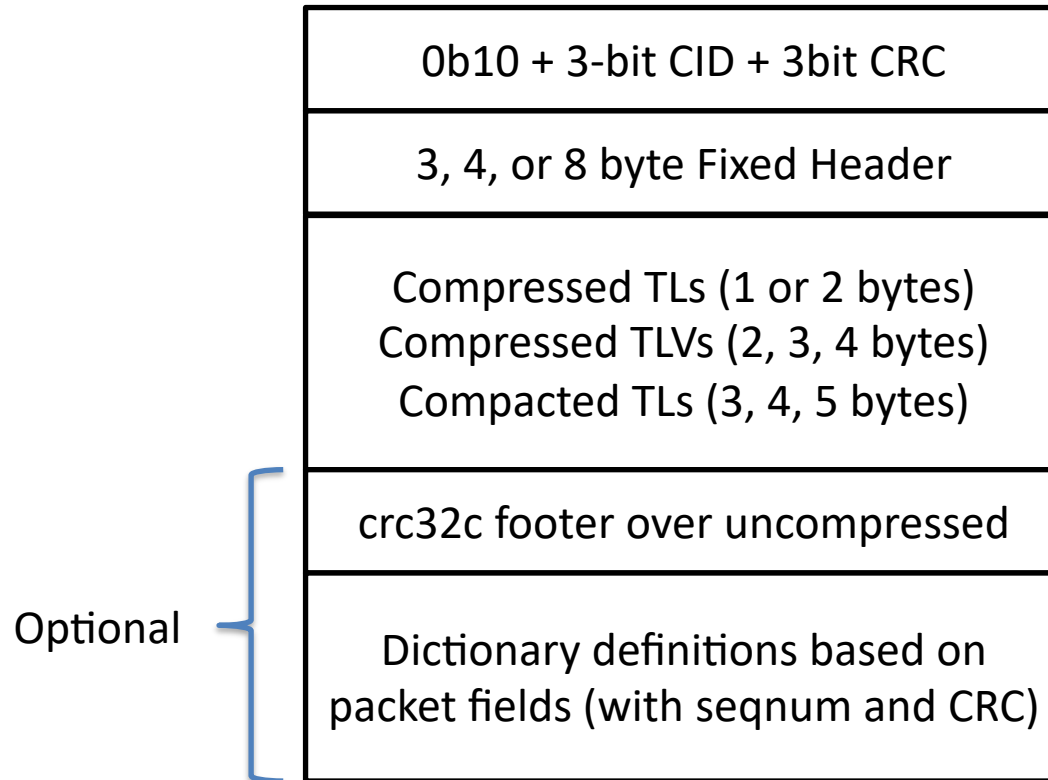 0b10 + 3-bit CID + 3bit CRC
3, 4, or 8 byte Fixed Header
Compressed TLs (1 or 2 bytes)
Compressed TLVs (2, 3, 4 bytes)
Compacted TLs (3, 4, 5 bytes)
crc32c footer over uncompressed
Optional
Dictionary definitions based on
packet fields (with seqnum and CRC)